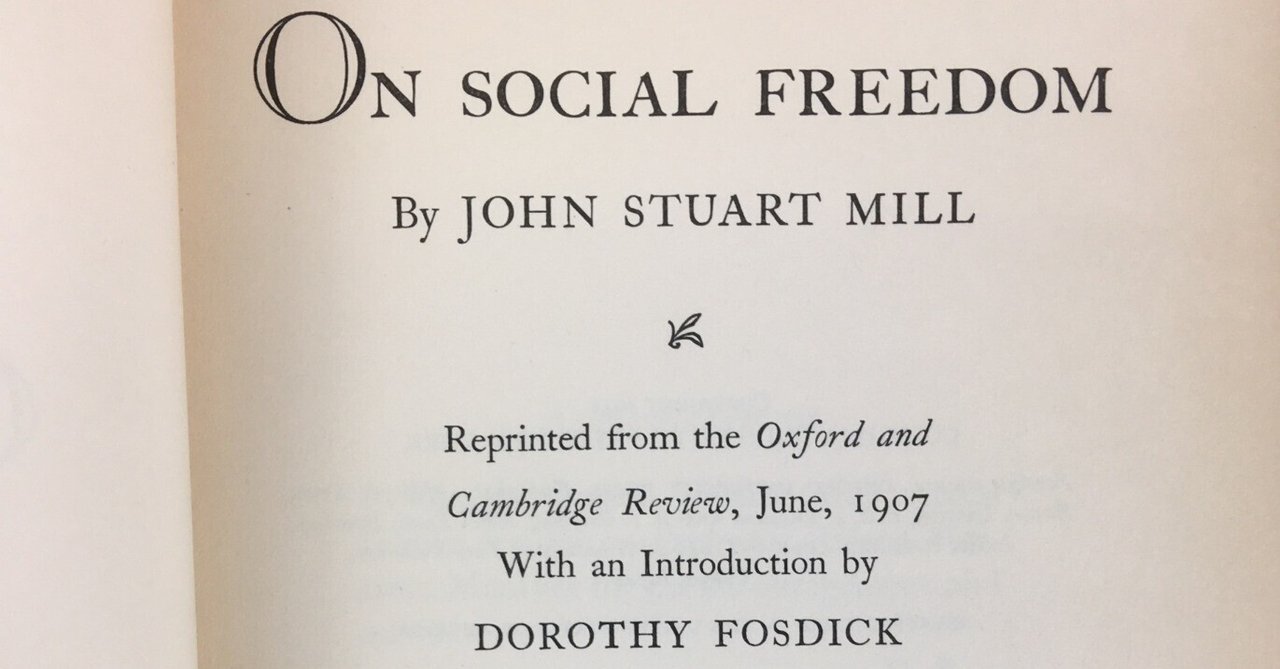 ON SOCIAL FREEDOM
By JOHN STUART MILL
Reprinted from the Oxford and
Cambridge Review, June, 1907
With an Introduction by
DOROTHY FOSDICK